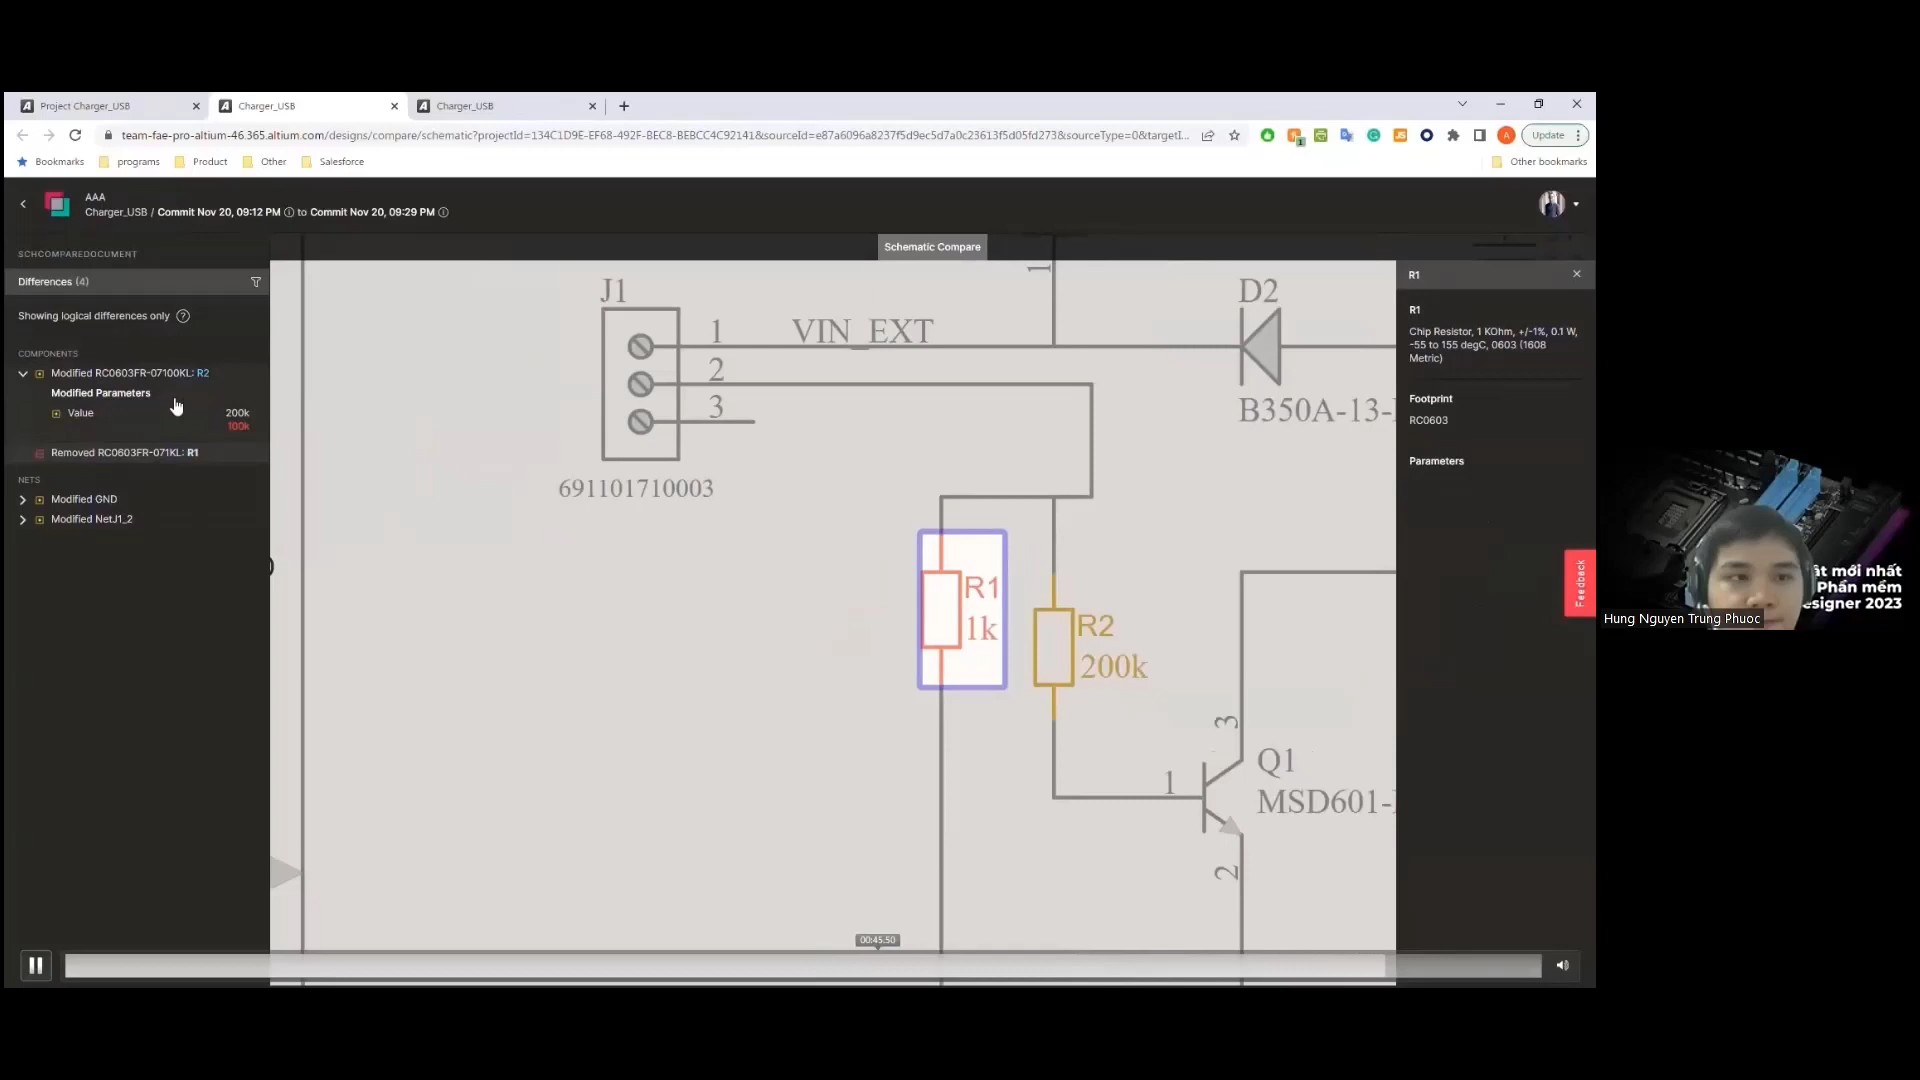 Project Charger_USB
Charger_USB
Charger_USB
team-fae-pro-altium-46.365.altium.com/designs/compare/schematic?projectId=134C1D9E-EF68-492F-BEC8-BEBCC4C92141&sourceId=e87a6096a8237f5d9ec5d7a0c23613f5d05fd273&sourceType=0&targetI...
Update
Bookmarks
programs
Product
Other
Salesforce
Other bookmarks
AAA
Charger_USB / Commit Nov 20, 09:12 PM to Commit Nov 20, 09:29 PM
Schematic Compare
SCHCOMPAREDOCUMENT
Differences (4)
Showing logical differences only ?
COMPONENTS
Modified RC0603FR-07100KL: R2
Modified Parameters
Value 200k
100k
Removed RC0603FR-071KL: R1
NETS
Modified GND
Modified NetJ1_2
J1
1
2
3
VIN_EXT
691101710003
1
D2
B350A-13-
R1
1k
R2
200k
3
Q1
1
MSD601-
2
R1
R1
Chip Resistor, 1 KOhm, +/-1%, 0.1 W,
-55 to 155 degC, 0603 (1608
Metric)
Footprint
RC0603
Parameters
Feedback
00:45.50
ật mới nhất
Phần mềm
esigner 2023
Hung Nguyen Trung Phuoc